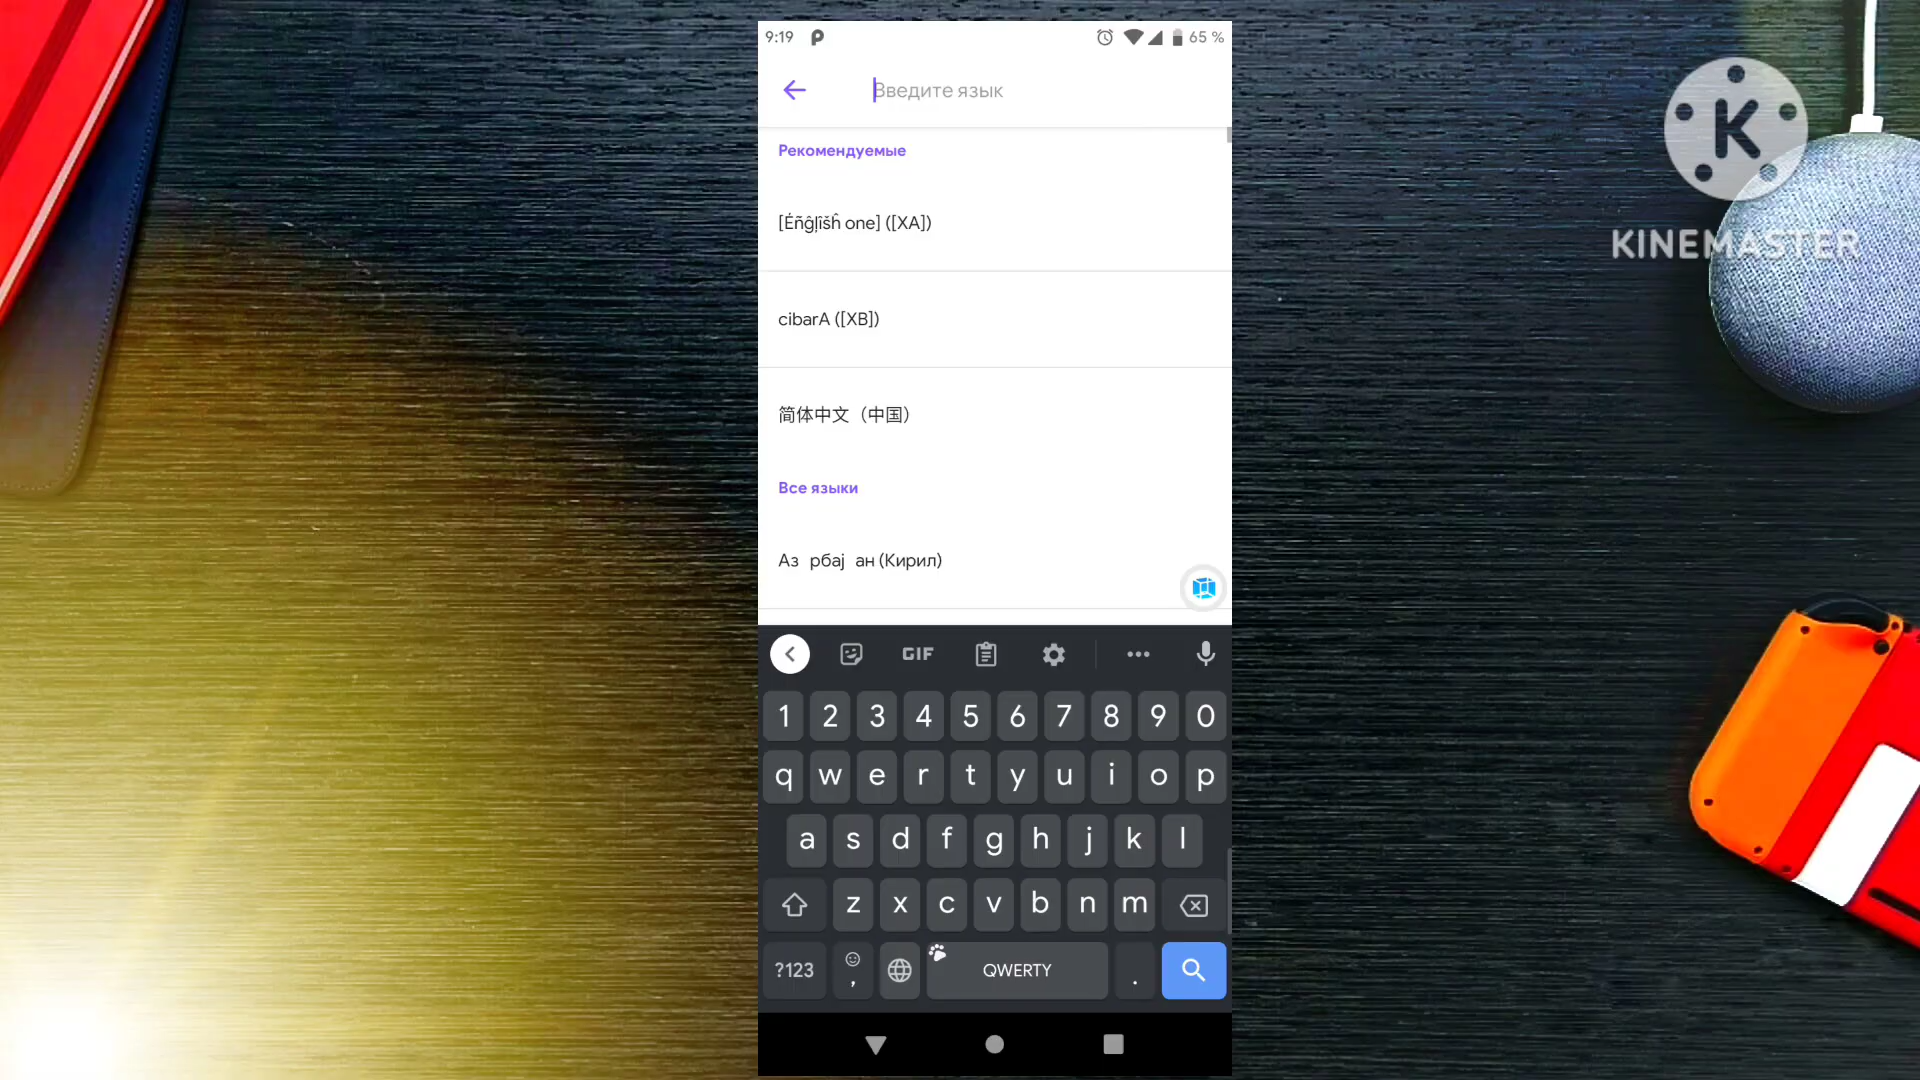 9:19
65 %
Введите язык
Рекомендуемые
[Éñĝļîšĥ one] ([XA])
cibarA ([XB])
简体中文（中国）
Все языки
Аз рбај ан (Кирил)
GIF
1 2 3 4 5 6 7 8 9 0
q w e r t y u i o p
a s d f g h j k l
z x c v b n m
?123 , QWERTY .
K
KINEMASTER